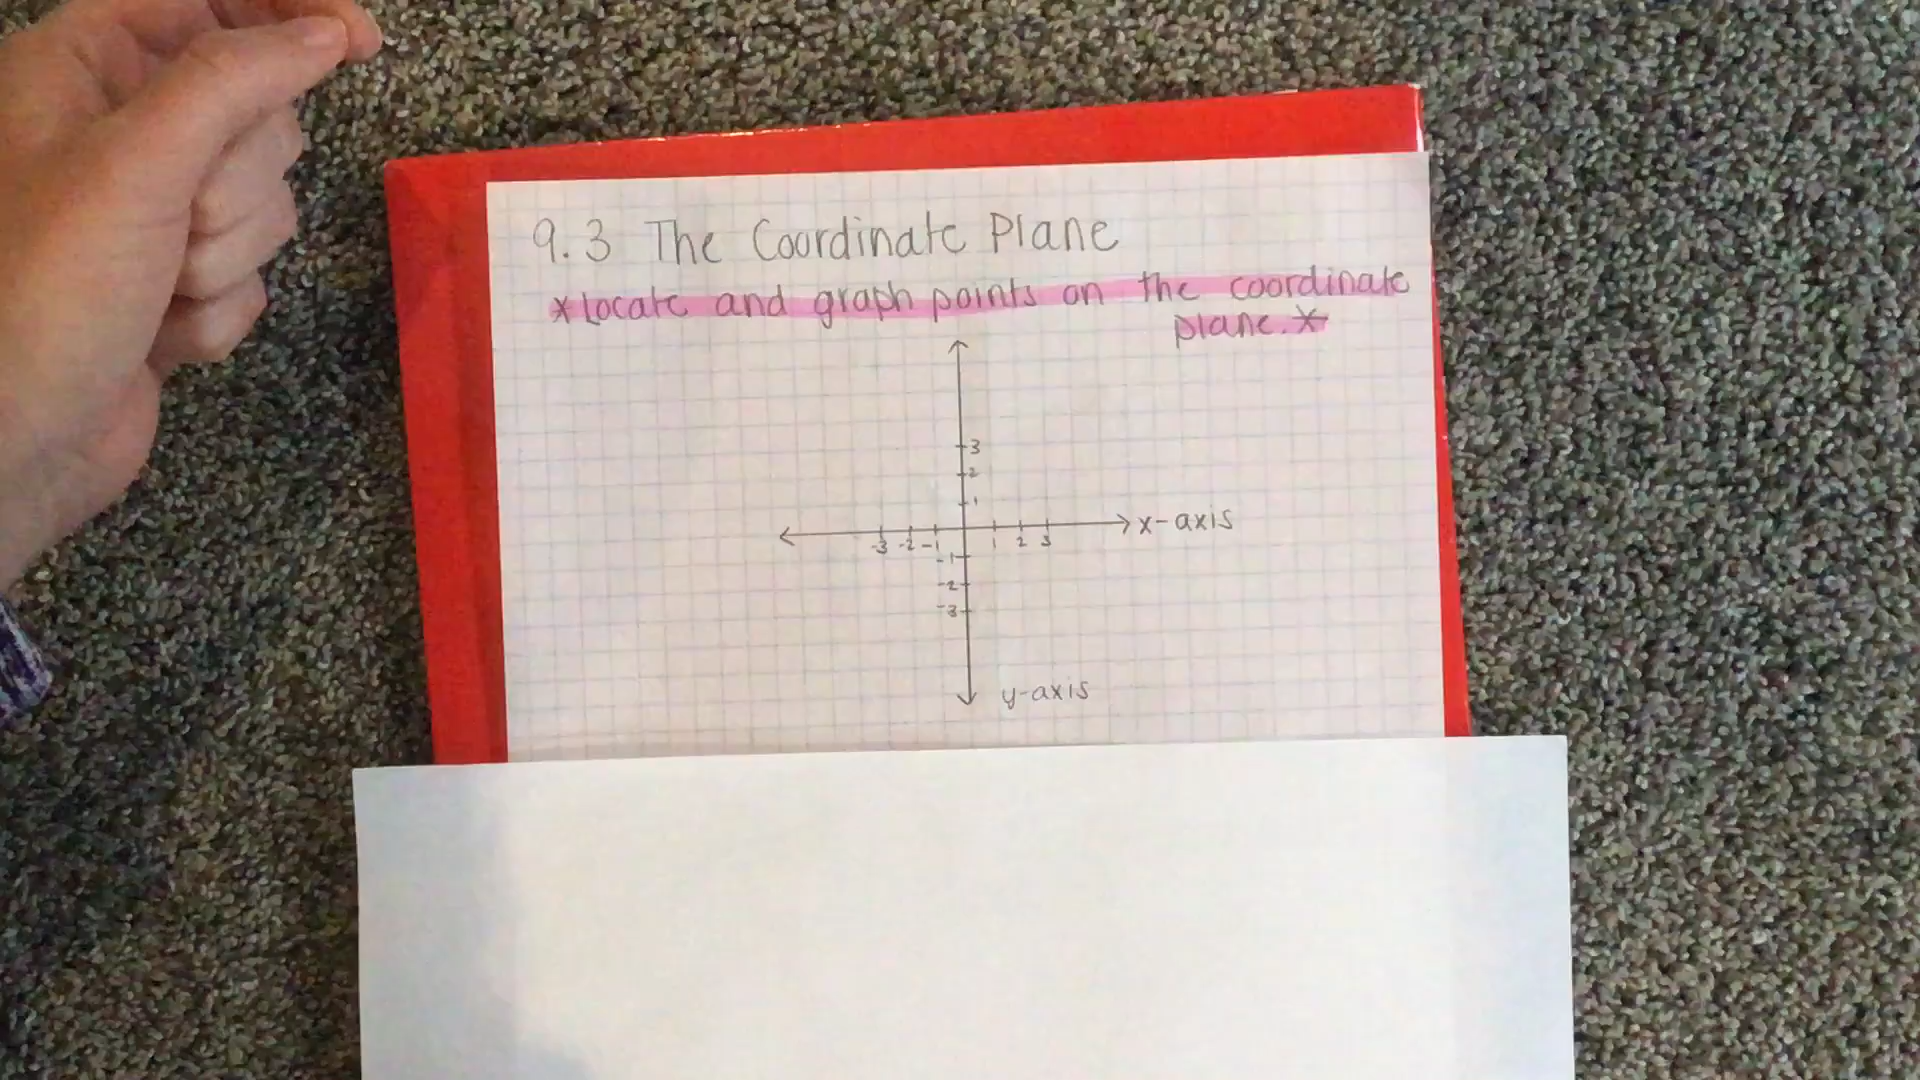 9.3 The Coordinate Plane
*Locate and graph points on the coordinate
plane.*
3
2
1
x-axis
-3 -2 -1 1 2 3
-1
-2
-3
y-axis